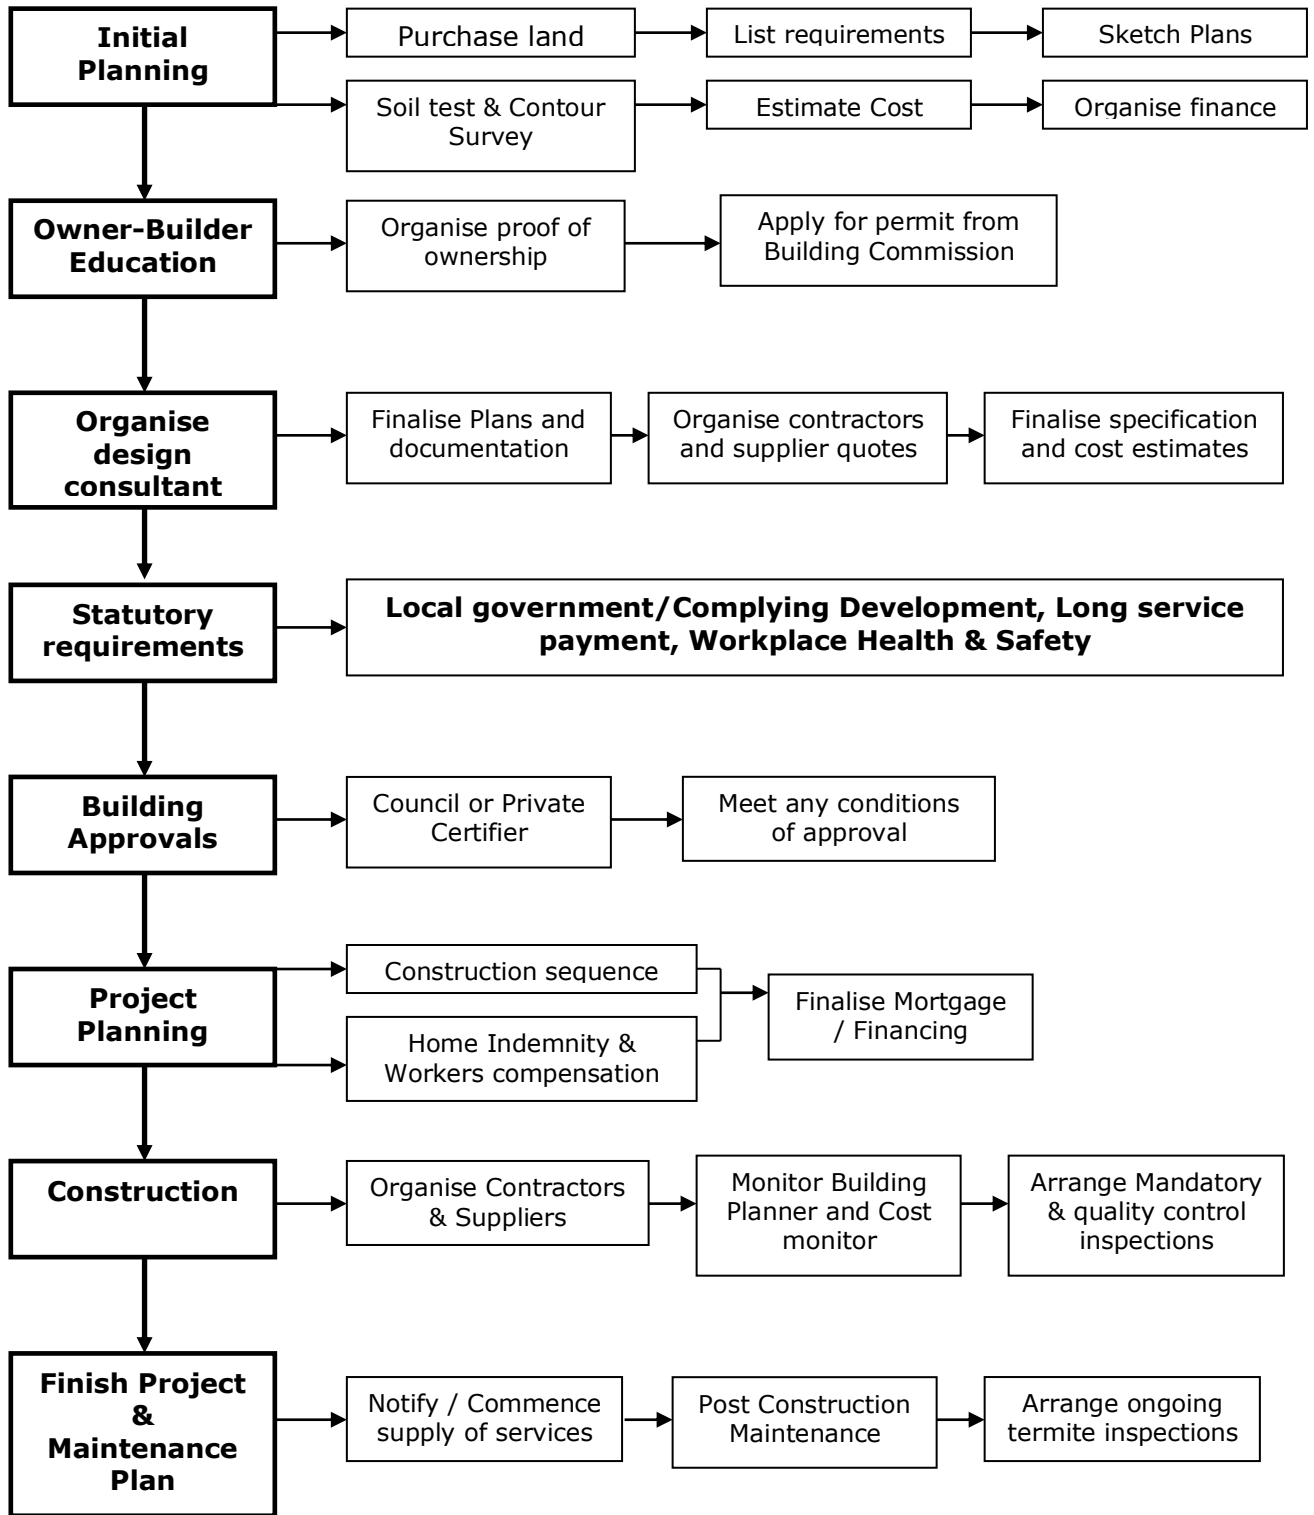 Initial
Planning
Purchase land
List requirements
Sketch Plans
Soil test & Contour
Survey
Estimate Cost
Organise finance
Owner-Builder
Education
Organise proof of
ownership
Apply for permit from
Building Commission
Organise
design
consultant
Finalise Plans and
documentation
Organise contractors
and supplier quotes
Finalise specification
and cost estimates
Statutory
requirements
Local government/Complying Development, Long service
payment, Workplace Health & Safety
Building
Approvals
Council or Private
Certifier
Meet any conditions
of approval
Project
Planning
Construction sequence
Home Indemnity &
Workers compensation
Finalise Mortgage
/ Financing
Construction
Organise Contractors
& Suppliers
Monitor Building
Planner and Cost
monitor
Arrange Mandatory
& quality control
inspections
Finish Project
&
Maintenance
Plan
Notify / Commence
supply of services
Post Construction
Maintenance
Arrange ongoing
termite inspections